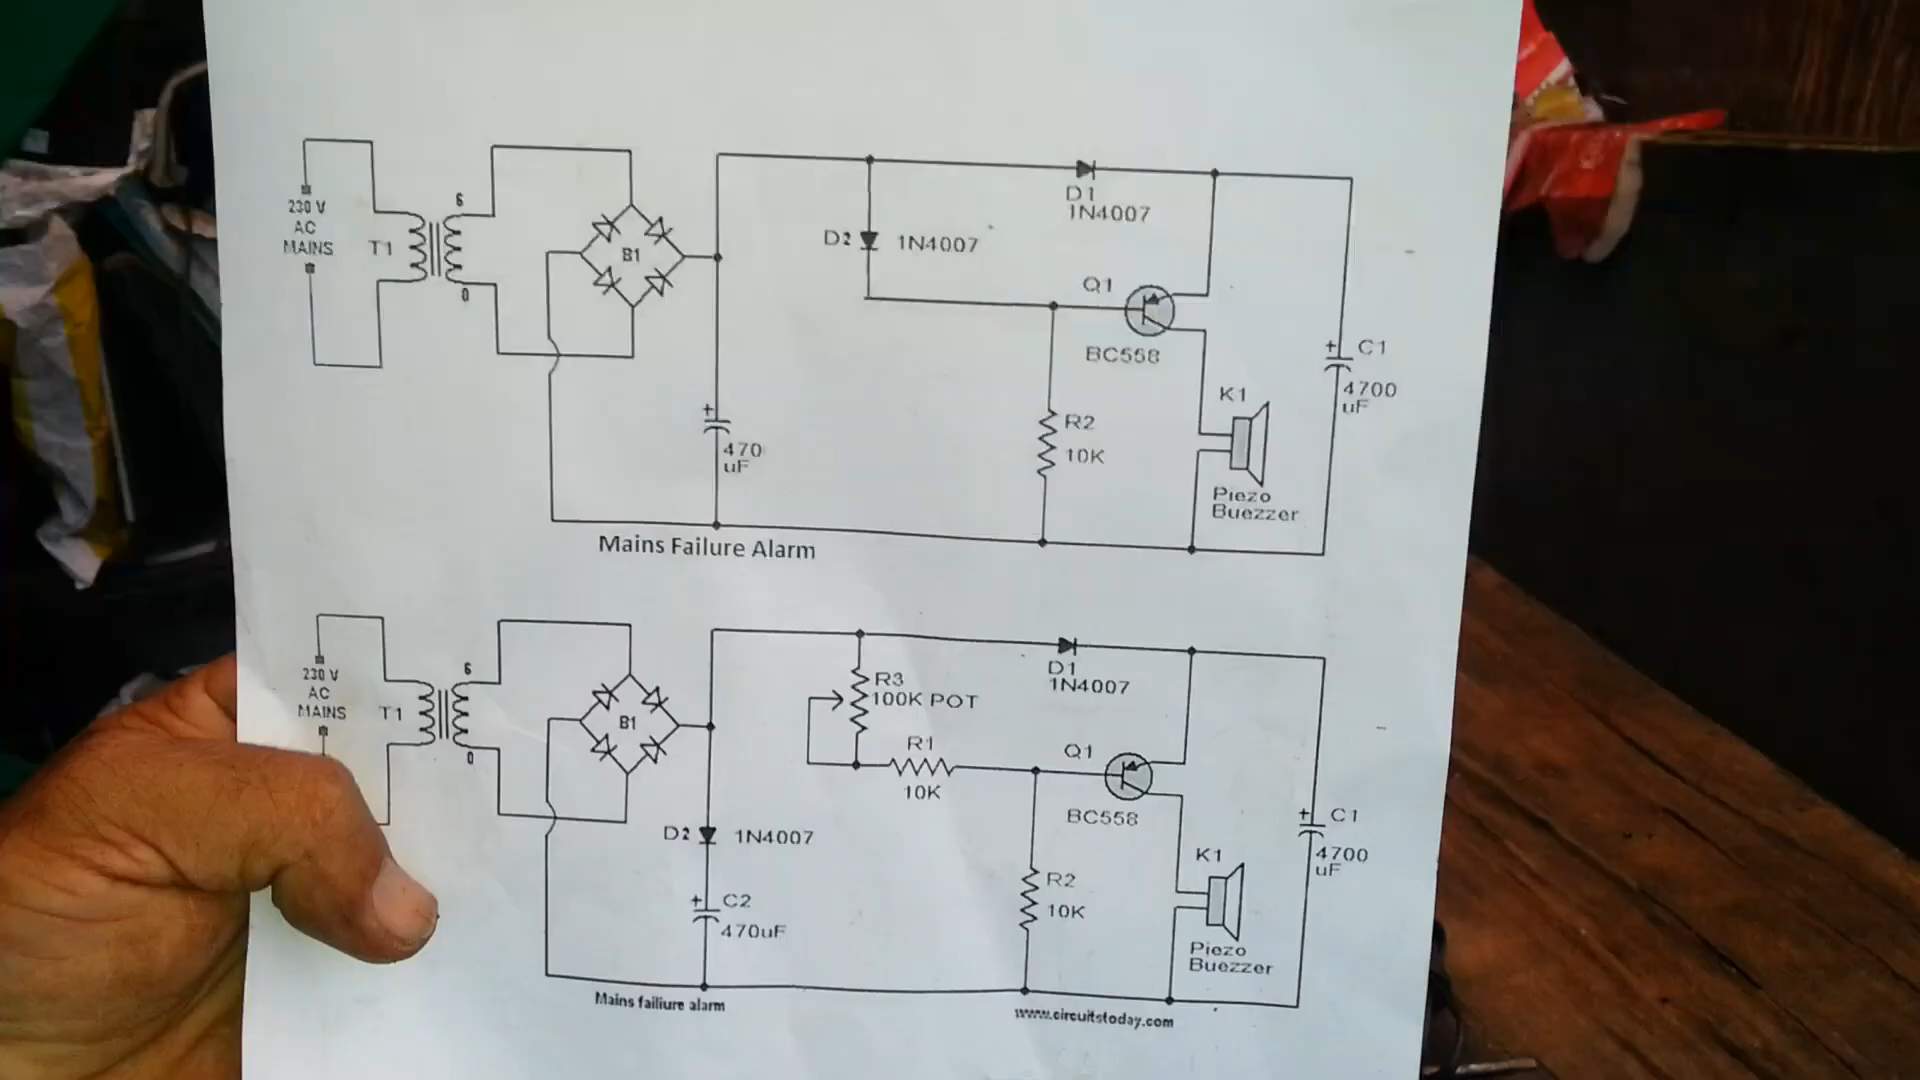 6
230 V
AC
MAINS
T1
0
B1
D1
1N4007
D2
1N4007
Q1
BC558
+
C1
4700
uF
K1
+
470
uF
R2
10K
Piezo
Buezzer
Mains Failure Alarm
6
230 V
AC
MAINS
T1
0
B1
D1
1N4007
R3
100K POT
R1
10K
Q1
BC558
D2
1N4007
+
C1
4700
uF
K1
+
C2
470uF
R2
10K
Piezo
Buezzer
Mains failiure alarm
www.circuitstoday.com